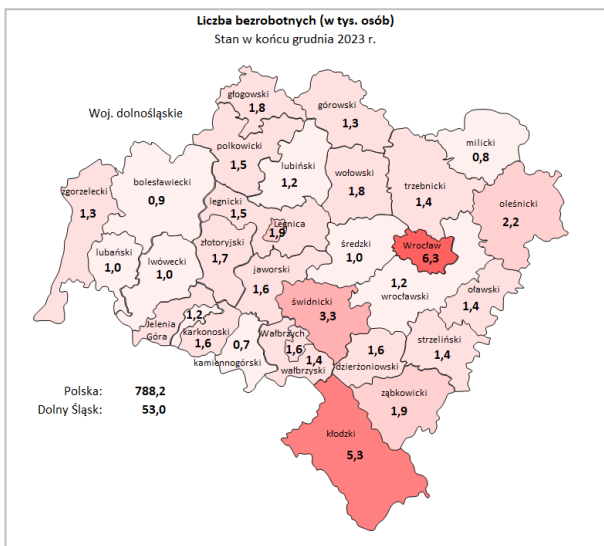 Liczba bezrobotnych (w tys. osób)
Stan w końcu grudnia 2023 r.
Woj. dolnośląskie
głogowski
1,8
górowski
1,3
polkowicki
1,5
lubiński
1,2
wołowski
1,8
trzebnicki
1,4
milicki
0,8
oleśnicki
2,2
zgorzelecki
1,3
bolesławiecki
0,9
legnicki
1,5
Legnica
1,9
lubański
1,0
lwówecki
1,0
złotoryjski
1,7
średzki
1,0
Wrocław
6,3
jaworski
1,6
1,2
wrocławski
oławski
1,4
świdnicki
3,3
1,2
Jelenia
Góra
karkonoski
1,6
0,7
kamiennogórski
Wałbrzych
1,6
1,4
wałbrzyski
1,6
dzierżoniowski
strzeliński
1,4
ząbkowicki
1,9
kłodzki
5,3
Polska: 788,2
Dolny Śląsk: 53,0